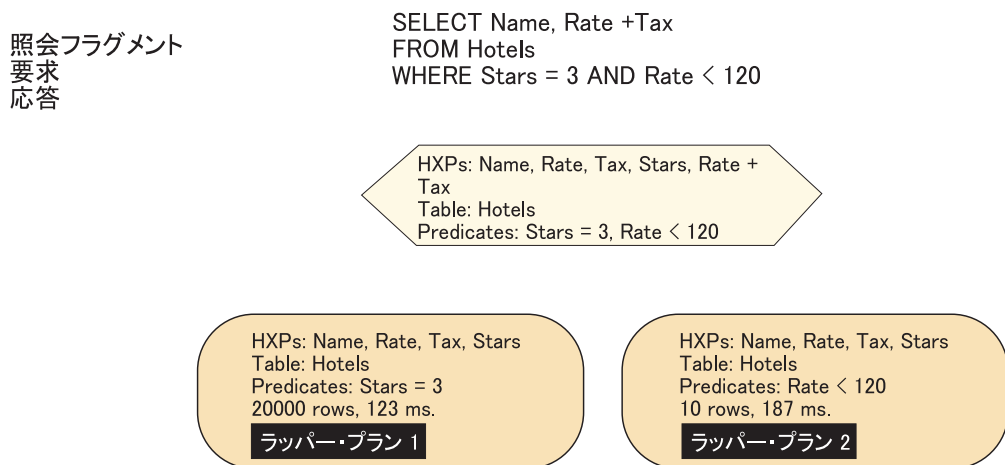 照会フラグメント
要求
応答
SELECT Name, Rate +Tax
FROM Hotels
WHERE Stars = 3 AND Rate < 120
HXPs: Name, Rate, Tax, Stars, Rate +
Tax
Table: Hotels
Predicates: Stars = 3, Rate < 120
HXPs: Name, Rate, Tax, Stars
Table: Hotels
Predicates: Stars = 3
20000 rows, 123 ms.
ラッパー・プラン 1
HXPs: Name, Rate, Tax, Stars
Table: Hotels
Predicates: Rate < 120
10 rows, 187 ms.
ラッパー・プラン 2